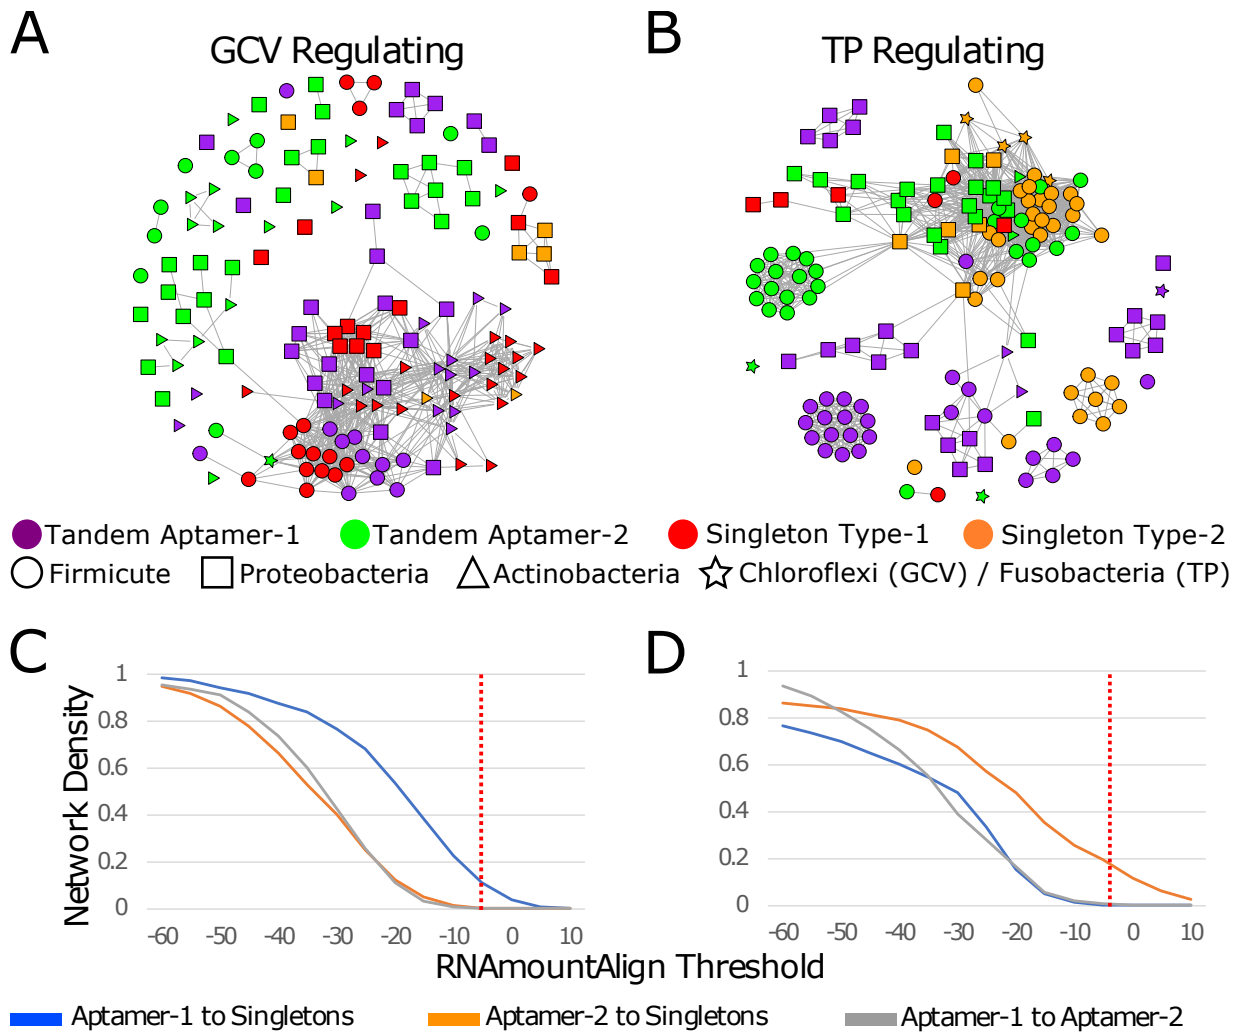 A
GCV Regulating
B
TP Regulating
Tandem Aptamer-1
Tandem Aptamer-2
Singleton Type-1
Singleton Type-2
Firmicute
Proteobacteria
Actinobacteria
Chloroflexi (GCV) / Fusobacteria (TP)
C
Network Density
1
0.8
0.6
0.4
0.2
0
-60 -50 -40 -30 -20 -10 0 10
D
1
0.8
0.6
0.4
0.2
0
-60 -50 -40 -30 -20 -10 0 10
RNAmountAlign Threshold
Aptamer-1 to Singletons
Aptamer-2 to Singletons
Aptamer-1 to Aptamer-2